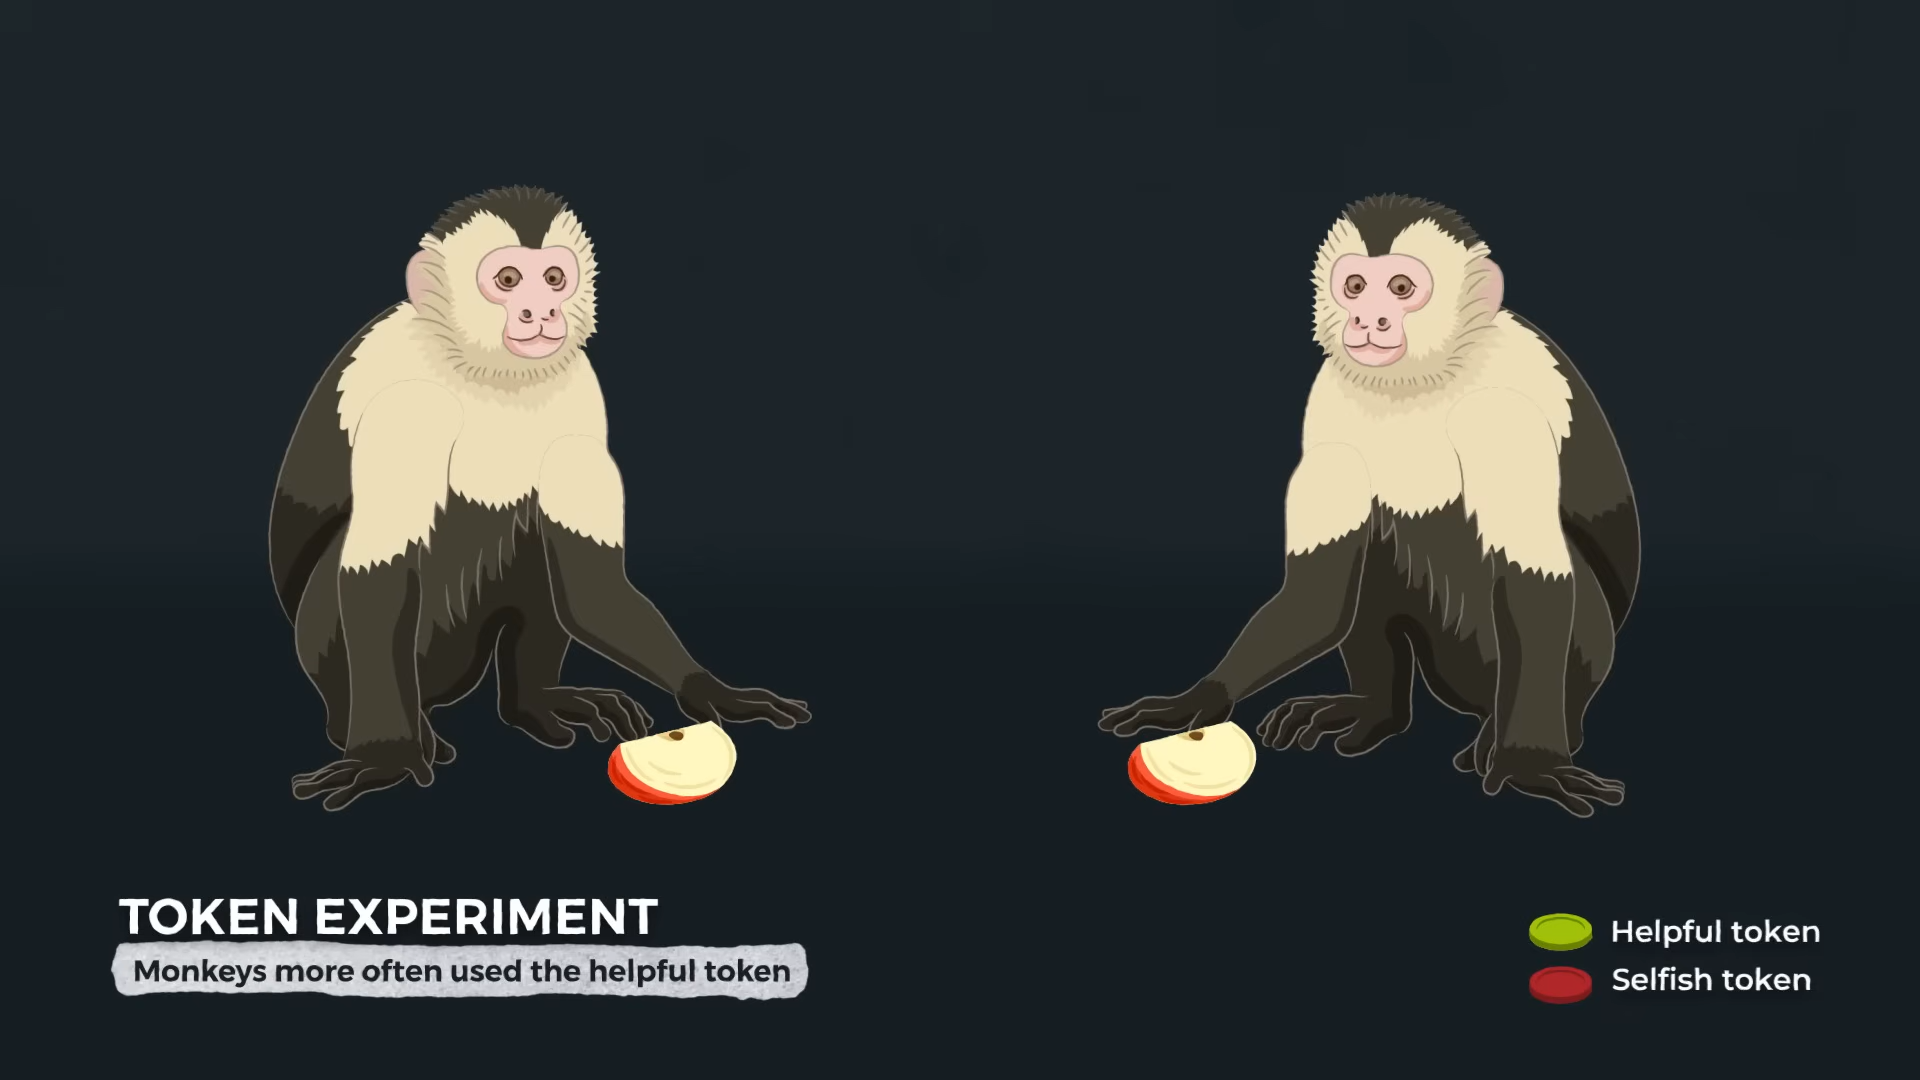 TOKEN EXPERIMENT
Monkeys more often used the helpful token
Helpful token
Selfish token